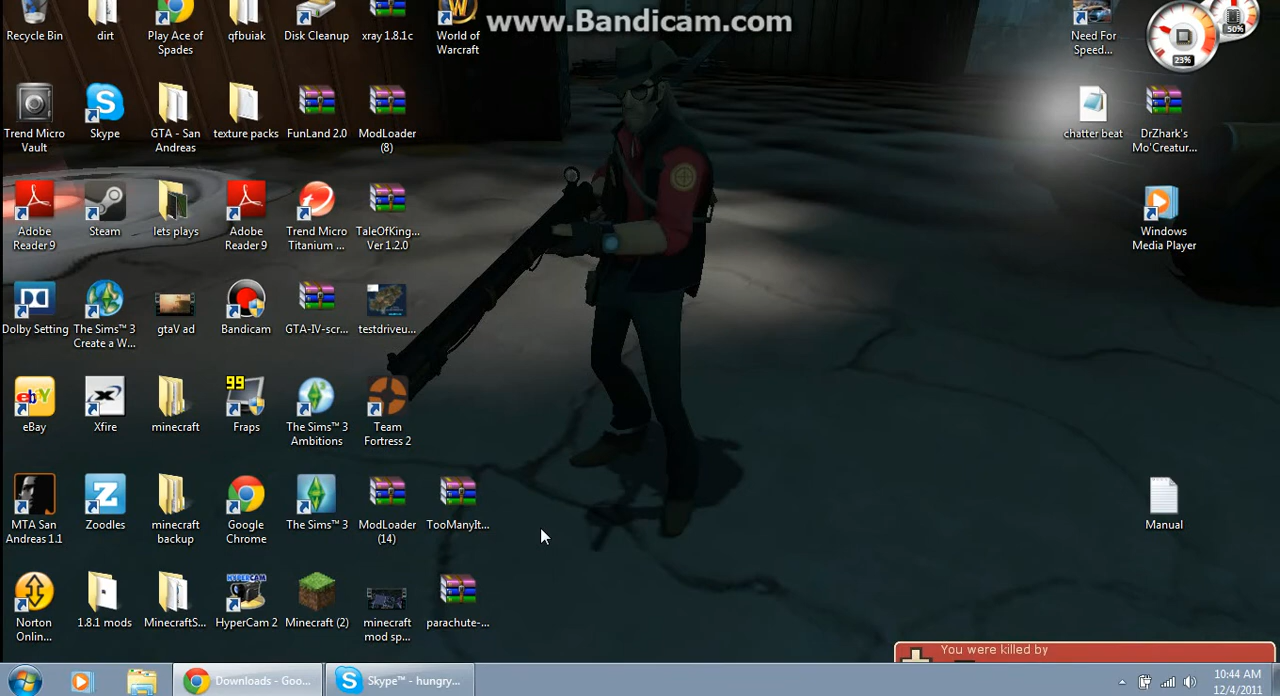 www.Bandicam.com
Recycle Bin
dirt
Play Ace of
Spades
qfbuiak
Disk Cleanup
xray 1.8.1c
World of
Warcraft
Need For
Speed...
50%
23%
Trend Micro
Vault
Skype
GTA - San
Andreas
texture packs
FunLand 2.0
ModLoader
(8)
chatter beat
DrZhark's
Mo'Creatur...
Adobe
Reader 9
Steam
lets plays
Adobe
Reader 9
Trend Micro
Titanium ...
TaleOfKing...
Ver 1.2.0
Windows
Media Player
Dolby Setting
The Sims™ 3
Create a W...
gtaV ad
Bandicam
GTA-IV-scr...
testdriveu...
ebY
99
eBay
Xfire
minecraft
Fraps
The Sims™ 3
Ambitions
Team
Fortress 2
Z
MTA San
Andreas 1.1
Zoodles
minecraft
backup
Google
Chrome
The Sims™ 3
ModLoader
(14)
TooManyIt...
Manual
HYPERCAM
Norton
Onlin...
1.8.1 mods
MinecraftS...
HyperCam 2
Minecraft (2)
minecraft
mod sp...
parachute-...
You were killed by
Downloads - Goo...
Skype™ - hungry...
10:44 AM
12/4/2011